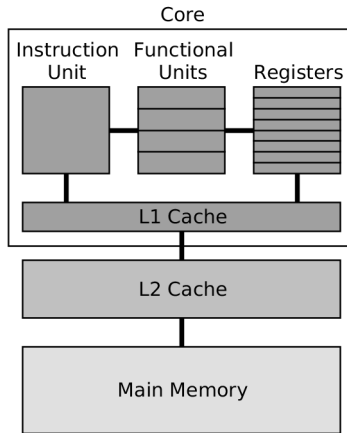 Core
Instruction Unit
Functional Units
Registers
L1 Cache
L2 Cache
Main Memory